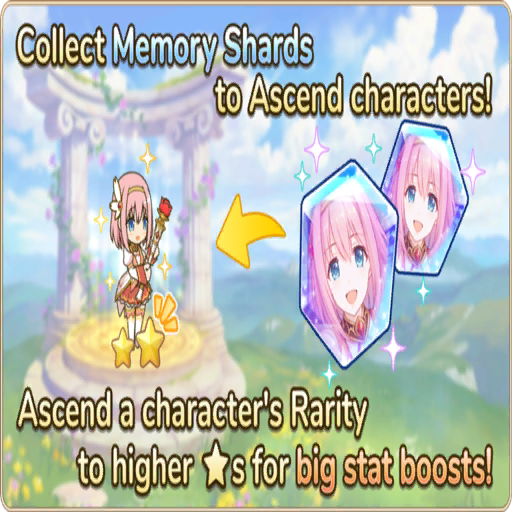 Collect Memory Shards
to Ascend characters!
Ascend a character's Rarity
to higher ★s for big stat boosts!